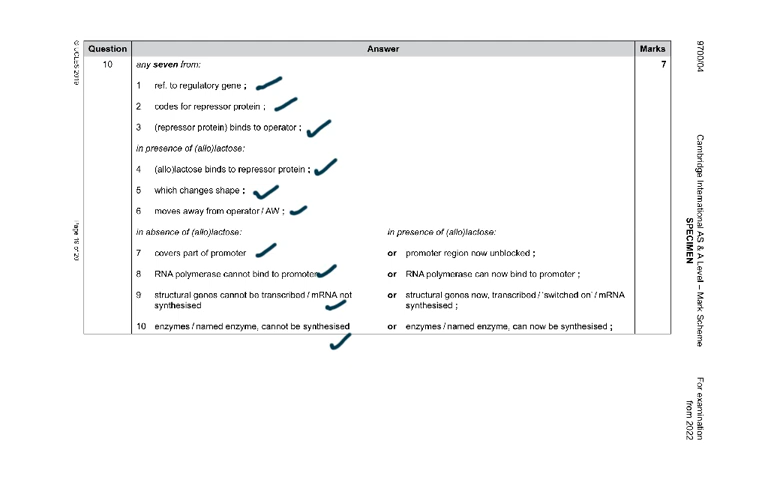 Question Answer Marks
10 any seven from: 7
1 ref. to regulatory gene ;
2 codes for repressor protein ;
3 (repressor protein) binds to operator ;
in presence of (allo)lactose:
4 (allo)lactose binds to repressor protein ;
5 which changes shape ;
6 moves away from operator / AW ;
in absence of (allo)lactose: in presence of (allo)lactose:
7 covers part of promoter or promoter region now unblocked ;
8 RNA polymerase cannot bind to promoter or RNA polymerase can now bind to promoter ;
9 structural genes cannot be transcribed / mRNA not or structural genes now, transcribed / 'switched on' / mRNA
synthesised synthesised ;
10 enzymes / named enzyme, cannot be synthesised or enzymes / named enzyme, can now be synthesised ;
9700/04
Cambridge International AS & A Level – Mark Scheme
SPECIMEN
For examination
from 2022
© UCLES 2019
Page 19 of 20